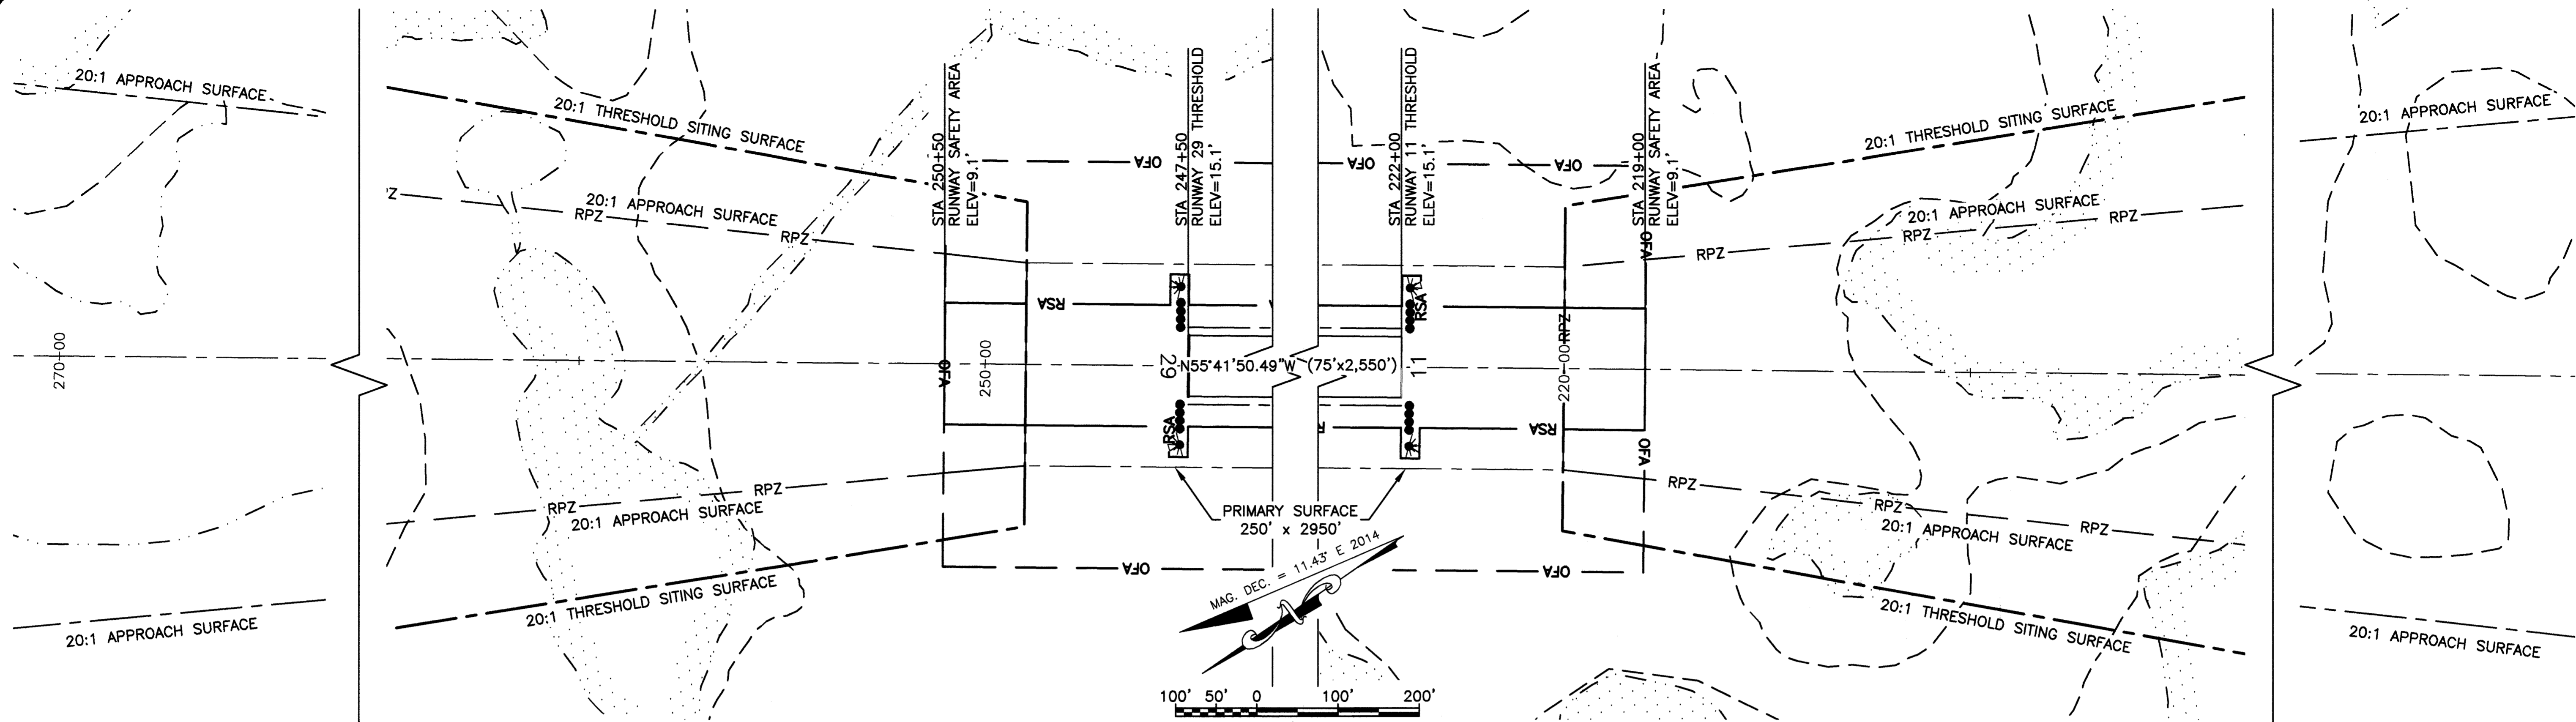 20:1 APPROACH SURFACE
20:1 THRESHOLD SITING SURFACE
RPZ
20:1 APPROACH SURFACE
RPZ
270+00
RPZ
RPZ
20:1 APPROACH SURFACE
20:1 THRESHOLD SITING SURFACE
20:1 APPROACH SURFACE
STA 250+50
RUNWAY SAFETY AREA
ELEV=9.1'
OFA
STA 247+50
RUNWAY 29 THRESHOLD
ELEV=15.1'
OFA
STA 222+00
RUNWAY 11 THRESHOLD
ELEV=15.1'
OFA
STA 219+00
RUNWAY SAFETY AREA
ELEV=9.1'
OFA
RSA
RSA
OFA
250+00
29
N55°41'50.49"W (75'x2,550')
11
220+00
RPZ
RSA
RSA
OFA
PRIMARY SURFACE
250' x 2950'
OFA
OFA
MAG. DEC. = 11.43° E 2014
100' 50' 0 100' 200'
20:1 THRESHOLD SITING SURFACE
20:1 APPROACH SURFACE
RPZ
RPZ
RPZ
20:1 APPROACH SURFACE
RPZ
RPZ
RPZ
20:1 APPROACH SURFACE
20:1 THRESHOLD SITING SURFACE
20:1 APPROACH SURFACE